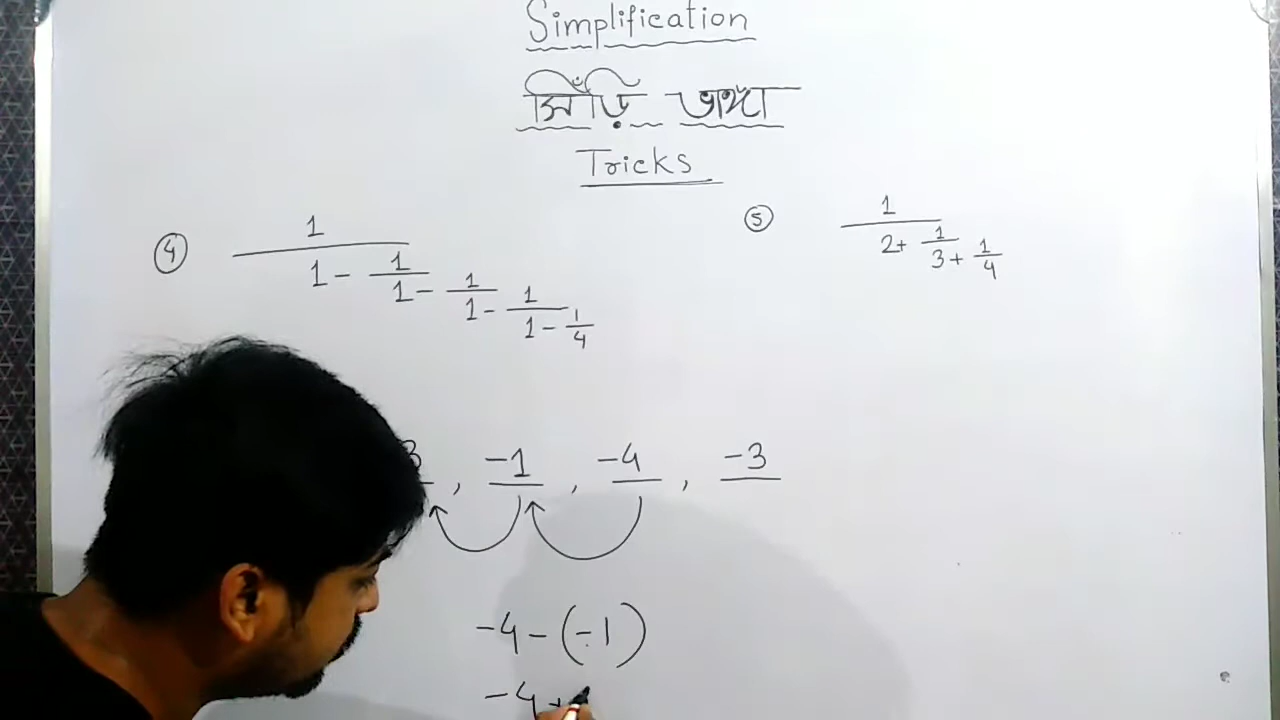 Simplification
সিঁড়ি ভাঙ্গা
Tricks
④ 1 / (1 - 1 / (1 - 1 / (1 - 1 / (1 - 1/4))))
⑤ 1 / (2 + 1 / (3 + 1/4))
3 , -1 , -4 , -3
-4 - (-1)
-4 +